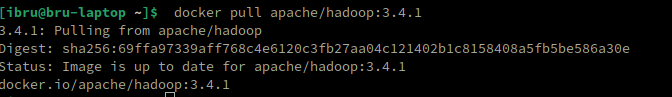 [ibru@bru-laptop ~]$ docker pull apache/hadoop:3.4.1
3.4.1: Pulling from apache/hadoop
Digest: sha256:69ffa97339aff768c4e6120c3fb27aa04c121402b1c8158408a5fb5be586a30e
Status: Image is up to date for apache/hadoop:3.4.1
docker.io/apache/hadoop:3.4.1